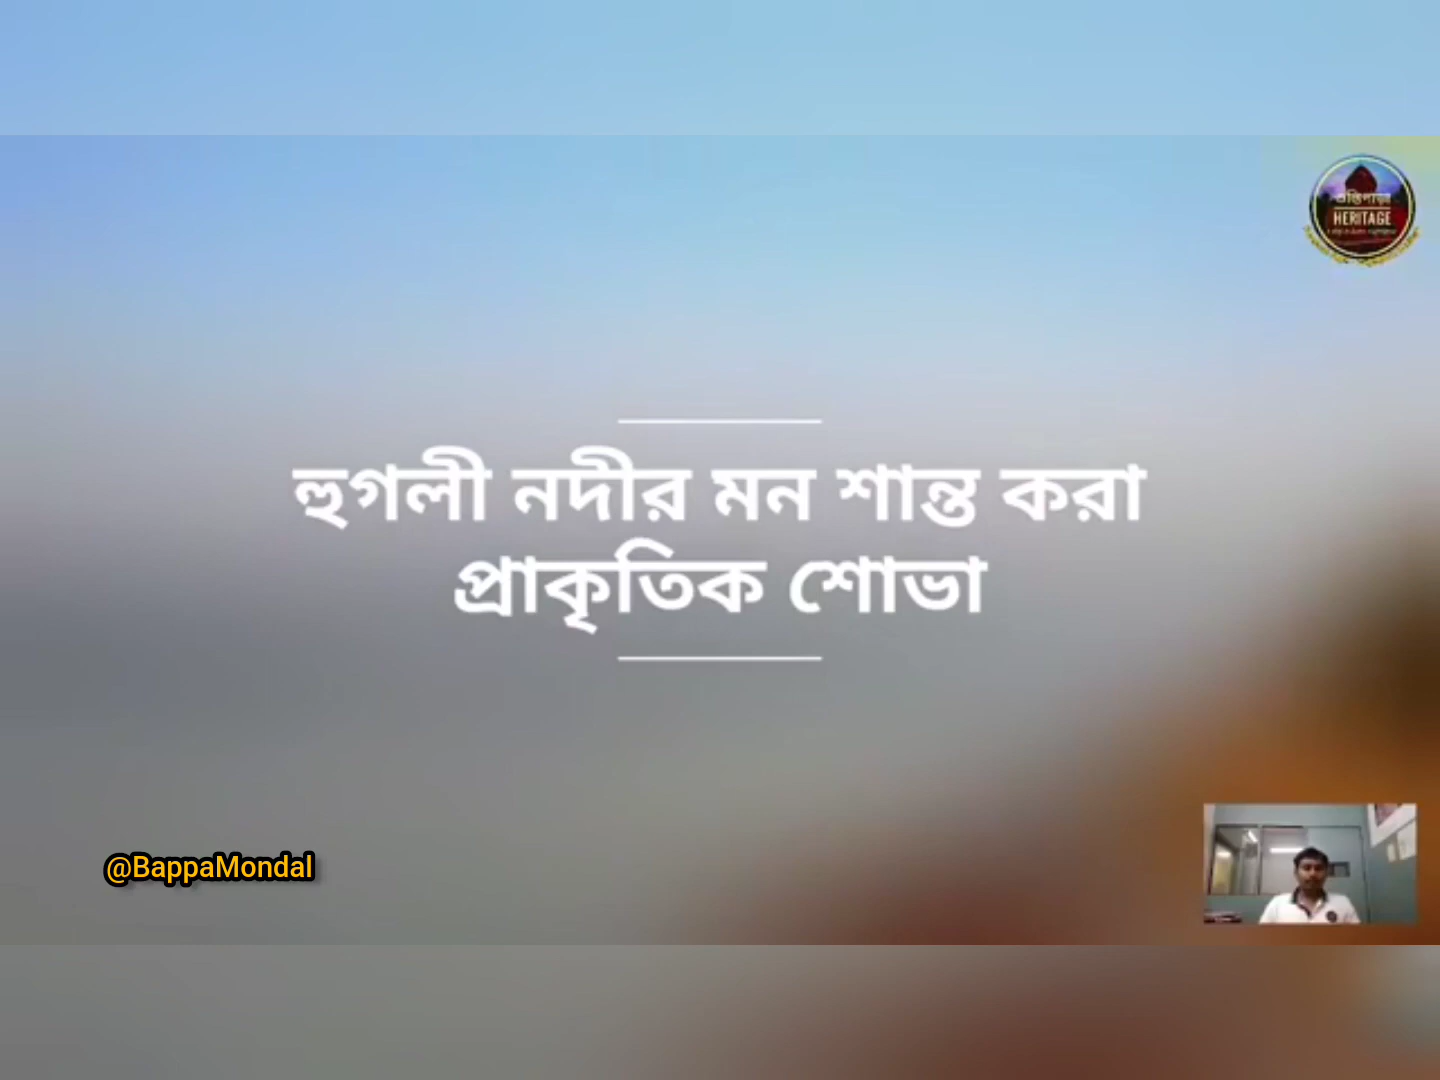 HERITAGE
হুগলী নদীর মন শান্ত করা
প্রাকৃতিক শোভা
@BappaMondal